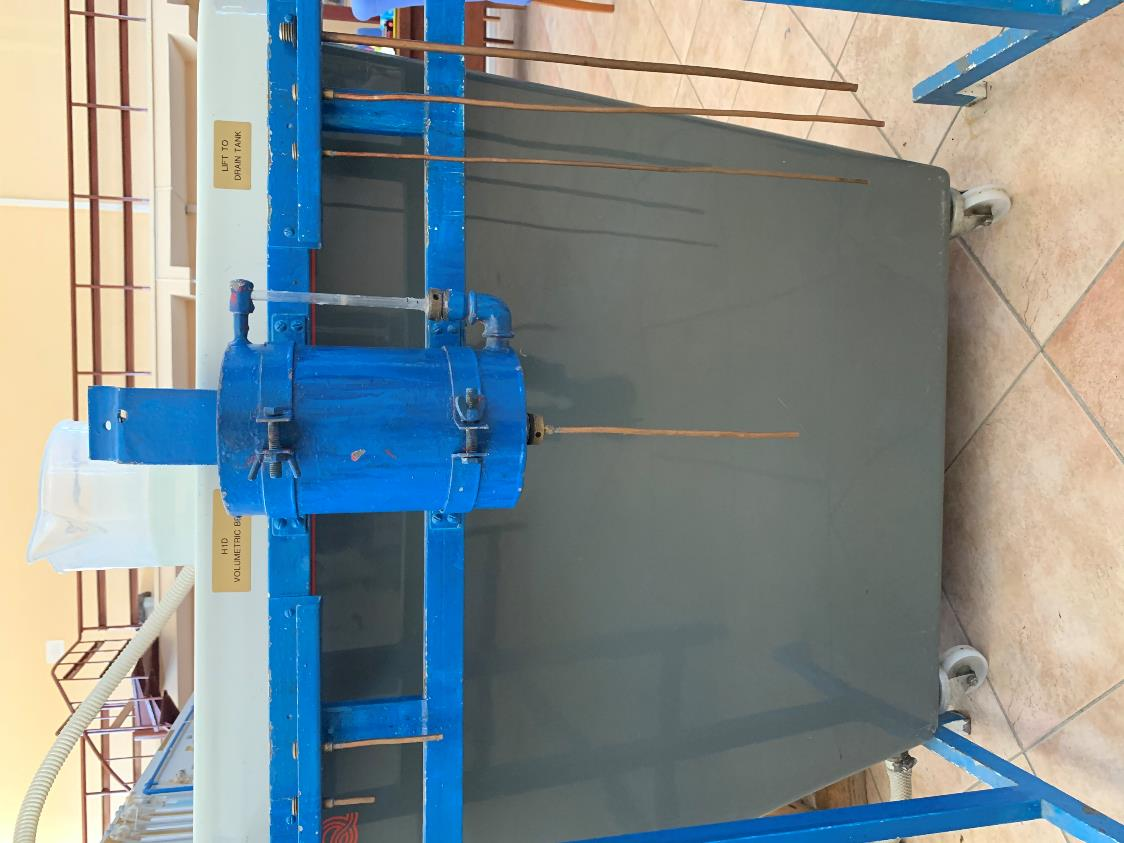 LIFT TO
DRAIN TANK
H1D
VOLUMETRIC